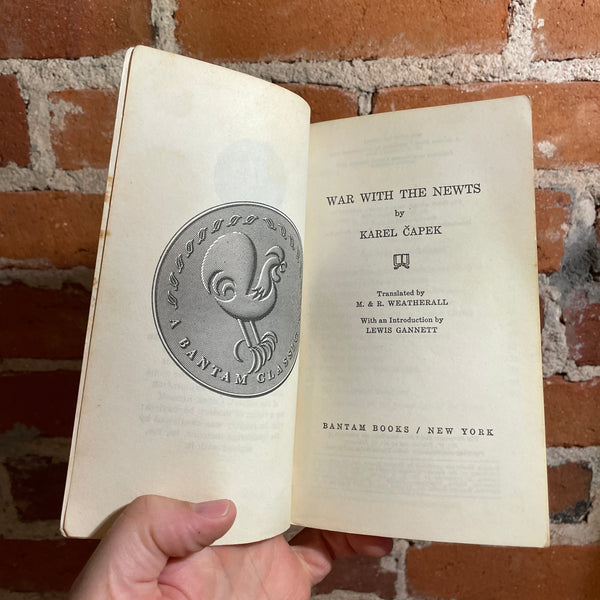 A BANTAM CLASSIC
WAR WITH THE NEWTS
by
KAREL ČAPEK
Translated by
M. & R. WEATHERALL
With an Introduction by
LEWIS GANNETT
BANTAM BOOKS / NEW YORK